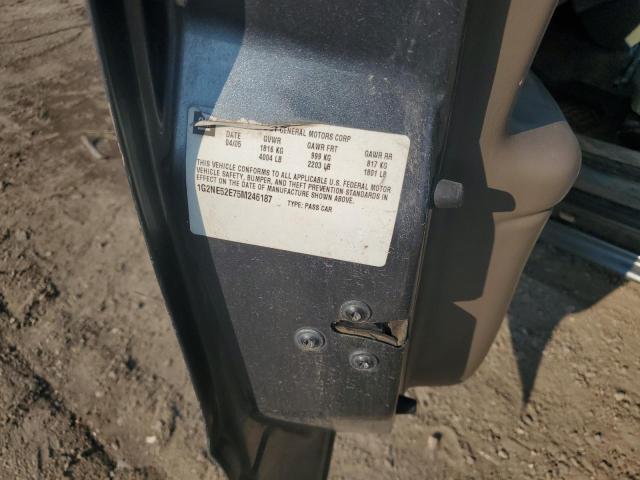 GENERAL MOTORS CORP
DATE GVWR GAWR FRT GAWR RR
04/05 1816 KG 999 KG 817 KG
4004 LB 2203 LB 1801 LB
THIS VEHICLE CONFORMS TO ALL APPLICABLE U.S. FEDERAL MOTOR
VEHICLE SAFETY, BUMPER, AND THEFT PREVENTION STANDARDS IN
EFFECT ON THE DATE OF MANUFACTURE SHOWN ABOVE.
1G2NE52E75M246187 TYPE: PASS CAR